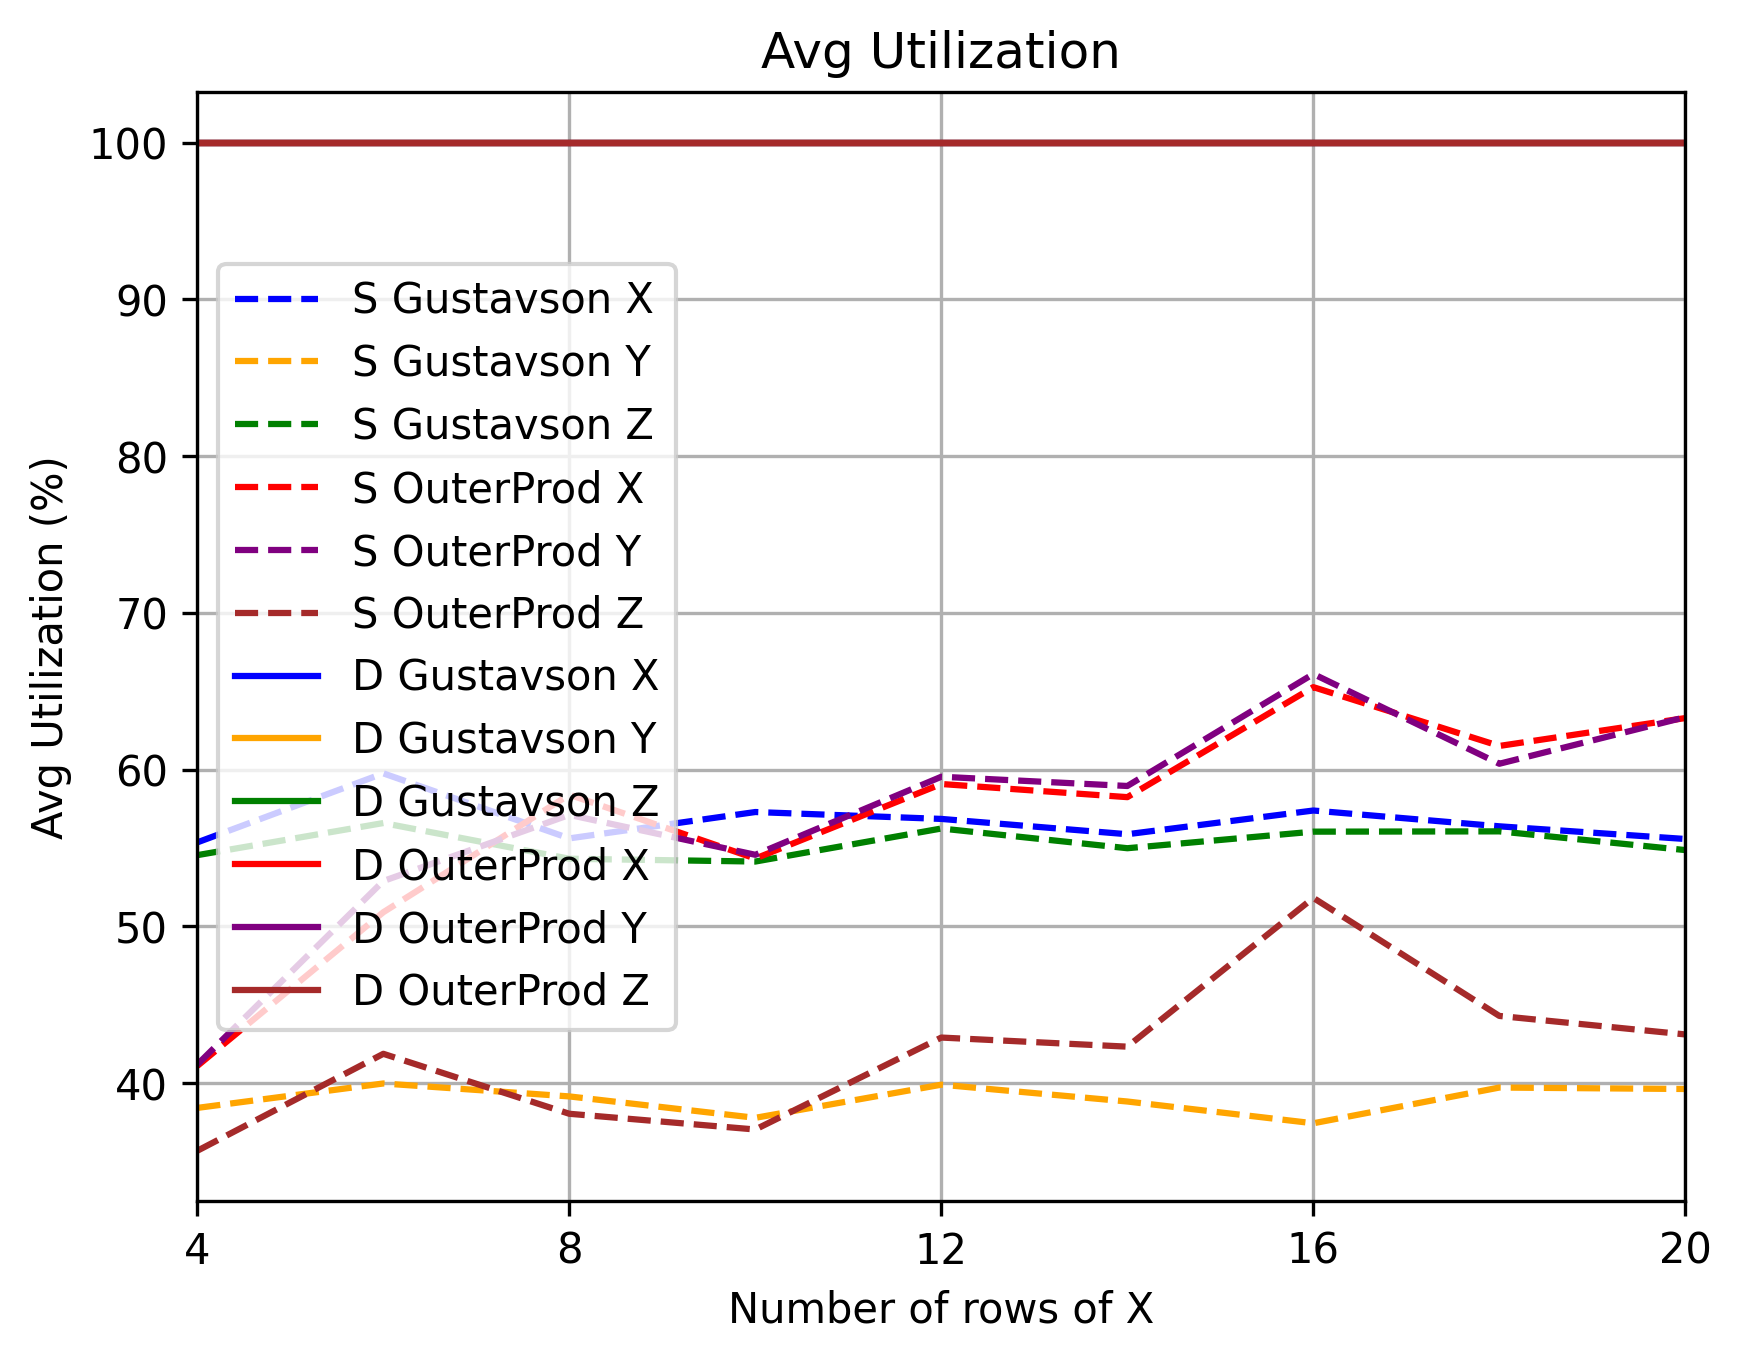 Avg Utilization
Avg Utilization (%)
100
90
80
70
60
50
40
S Gustavson X
S Gustavson Y
S Gustavson Z
S OuterProd X
S OuterProd Y
S OuterProd Z
D Gustavson X
D Gustavson Y
D Gustavson Z
D OuterProd X
D OuterProd Y
D OuterProd Z
4 8 12 16 20
Number of rows of X